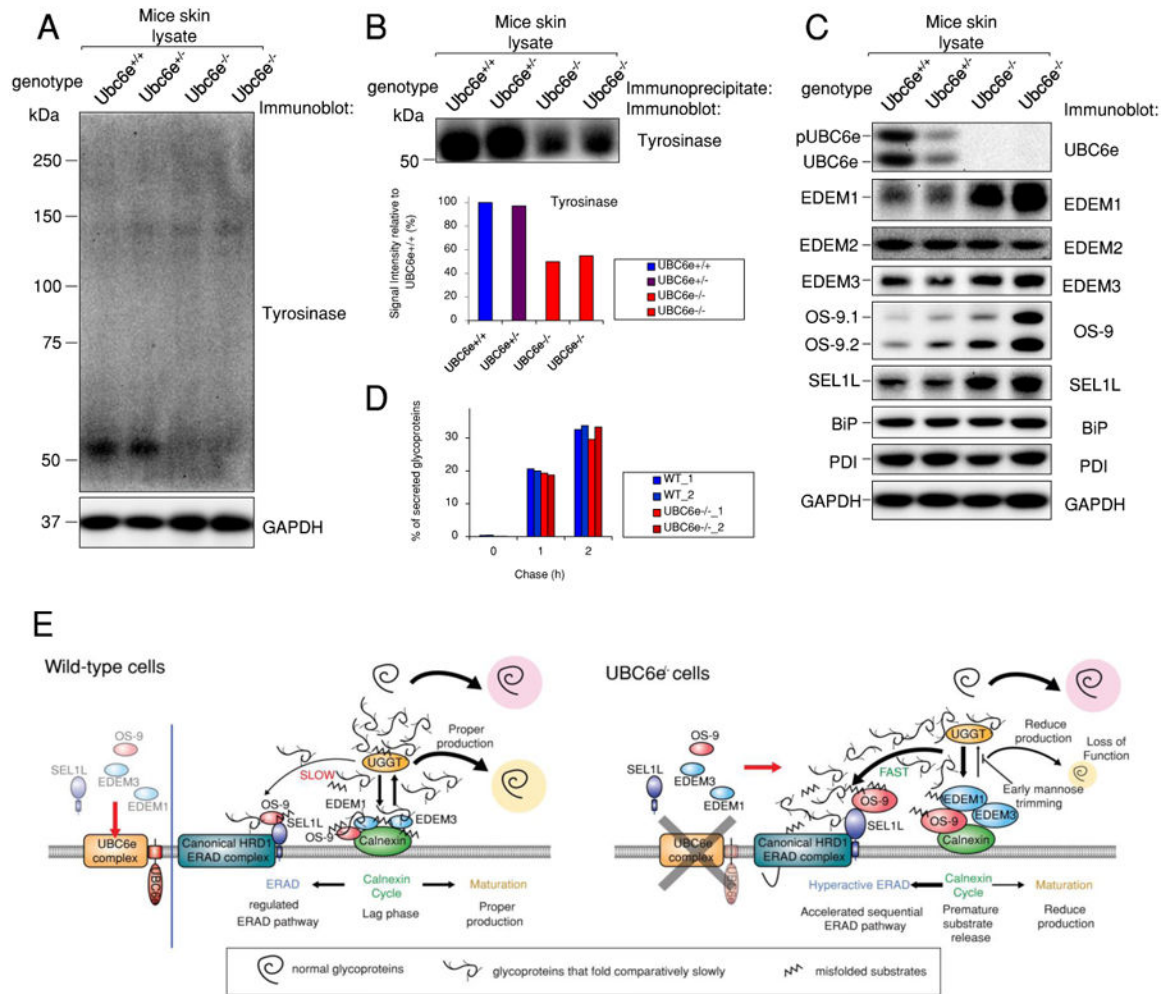 A
Mice skin
lysate
genotype
Ubc6e+/+
Ubc6e+/-
Ubc6e-/-
Ubc6e-/-
Immunoblot:
kDa
250
150
100
75
50
37
Tyrosinase
GAPDH
B
Mice skin
lysate
genotype
Ubc6e+/+
Ubc6e+/-
Ubc6e-/-
Ubc6e-/-
Immunoprecipitate:
Immunoblot:
kDa
50
Tyrosinase
Tyrosinase
Signal Intensity relative to
UBC6e+/+ (%)
100
80
60
40
20
0
UBC6e+/+
UBC6e+/-
UBC6e-/-
UBC6e-/-
UBC6e+/+
UBC6e+/-
UBC6e-/-
UBC6e-/-
C
Mice skin
lysate
genotype
Ubc6e+/+
Ubc6e+/-
Ubc6e-/-
Ubc6e-/-
Immunoblot:
pUBC6e
UBC6e
UBC6e
EDEM1
EDEM1
EDEM2
EDEM2
EDEM3
EDEM3
OS-9.1
OS-9.2
OS-9
SEL1L
SEL1L
BiP
BiP
PDI
PDI
GAPDH
GAPDH
D
% of secreted glycoproteins
30
20
10
0
0
1
2
Chase (h)
WT_1
WT_2
UBC6e-/-_1
UBC6e-/-_2
E
Wild-type cells
OS-9
SEL1L
EDEM3
EDEM1
UBC6e
complex
Canonical HRD1
ERAD complex
OS-9
SEL1L
SLOW
UGGT
Proper
production
EDEM1
EDEM3
OS-9
Calnexin
ERAD
regulated
ERAD pathway
Calnexin
Cycle
Lag phase
Maturation
Proper
production
UBC6e-/- cells
OS-9
SEL1L
EDEM3
EDEM1
UBC6e
complex
Canonical HRD1
ERAD complex
OS-9
SEL1L
FAST
UGGT
Reduce
production
Loss of
Function
Early mannose
trimming
EDEM1
OS-9
EDEM3
Calnexin
Hyperactive ERAD
Accelerated sequential
ERAD pathway
Calnexin
Cycle
Premature
substrate
release
Maturation
Reduce
production
normal glycoproteins
glycoproteins that fold comparatively slowly
misfolded substrates